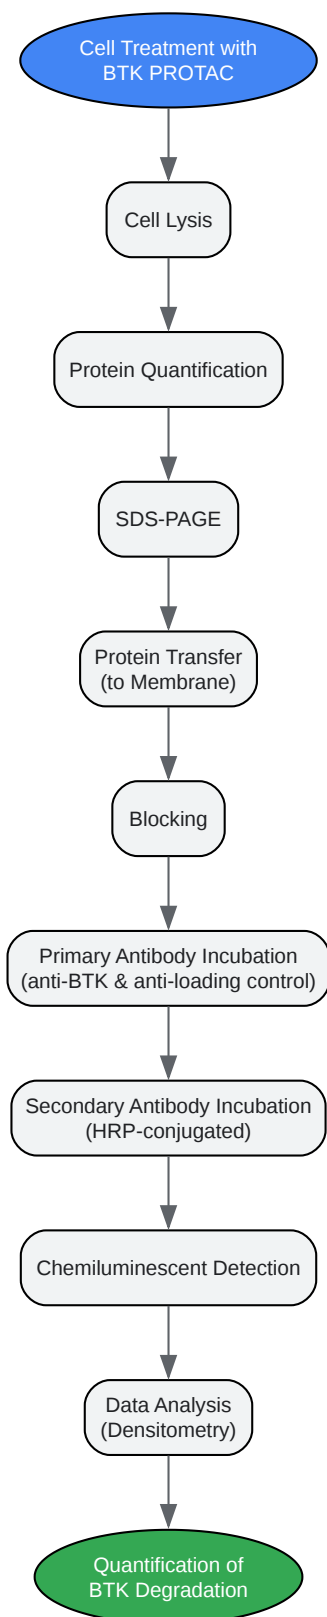 Cell Treatment with
BTK PROTAC
Cell Lysis
Protein Quantification
SDS-PAGE
Protein Transfer
(to Membrane)
Blocking
Primary Antibody Incubation
(anti-BTK & anti-loading control)
Secondary Antibody Incubation
(HRP-conjugated)
Chemiluminescent Detection
Data Analysis
(Densitometry)
Quantification of
BTK Degradation